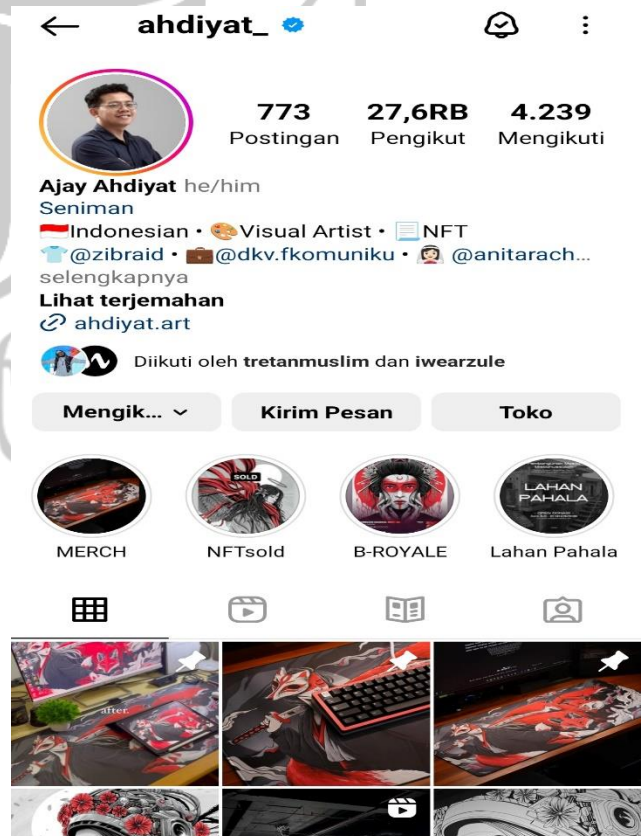 ahdiyat_
773 27,6RB 4.239
Postingan Pengikut Mengikuti
Ajay Ahdiyat he/him
Seniman
🇮🇩Indonesian • 🎨Visual Artist • 📃NFT
👕@zibraid • 💼@dkv.fkomuniku • 👰🏻@anitarach...
selengkapnya
Lihat terjemahan
ahdiyat.art
Diikuti oleh tretanmuslim dan iwearzule
Mengik... Kirim Pesan Toko
SOLD
LAHAN
PAHALA
MERCH NFTsold B-ROYALE Lahan Pahala
after.